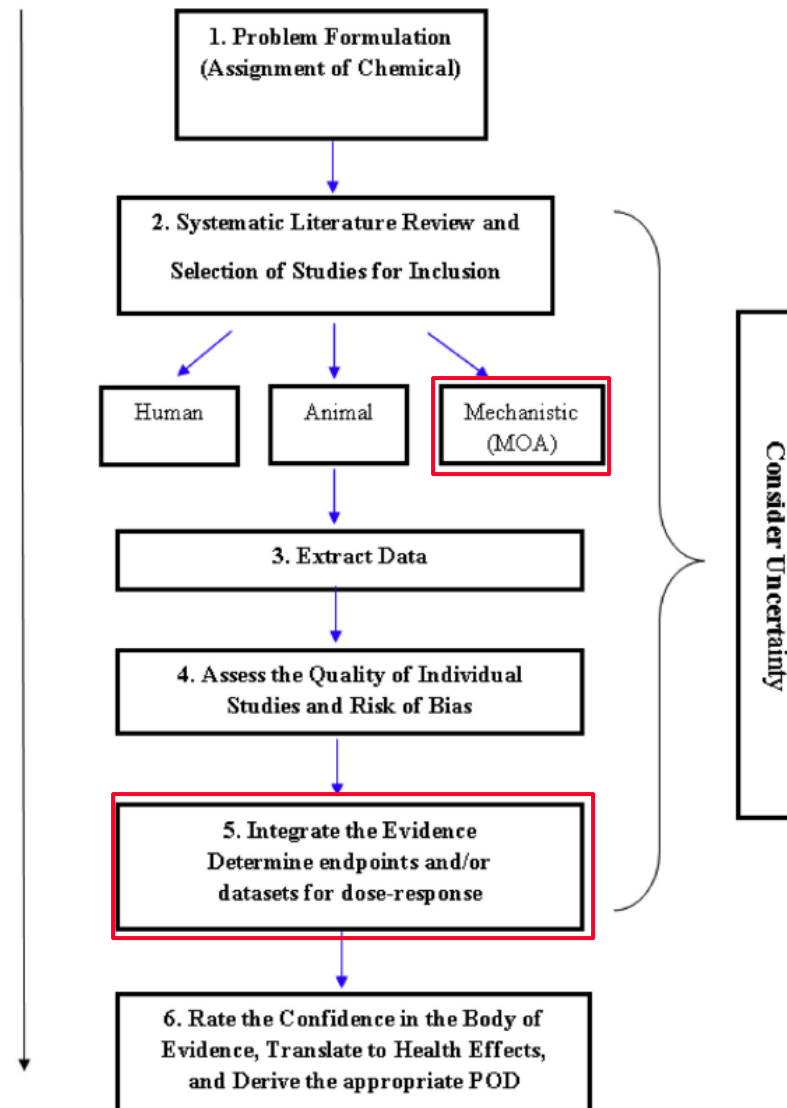 1. Problem Formulation
(Assignment of Chemical)
2. Systematic Literature Review and
Selection of Studies for Inclusion
Human
Animal
Mechanistic
(MOA)
3. Extract Data
4. Assess the Quality of Individual
Studies and Risk of Bias
5. Integrate the Evidence
Determine endpoints and/or
datasets for dose-response
6. Rate the Confidence in the Body of
Evidence, Translate to Health Effects,
and Derive the appropriate POD
Consider Uncertainty